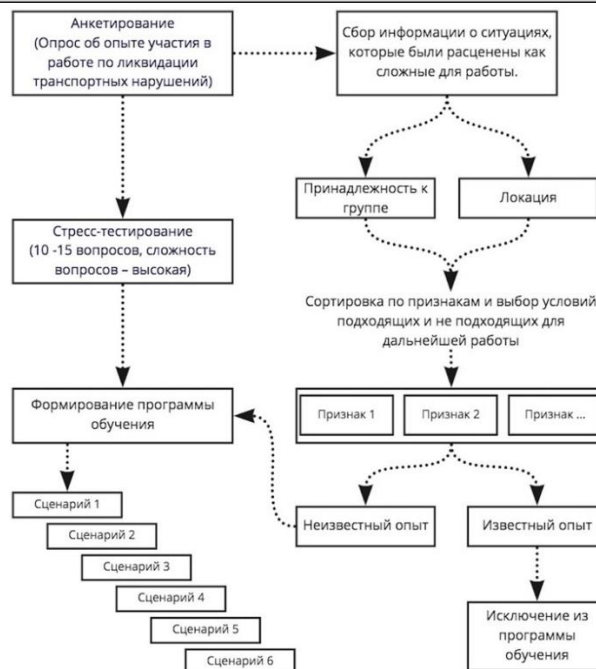 Анкетирование
(Опрос об опыте участия в
работе по ликвидации
транспортных нарушений)
Сбор информации о ситуациях,
которые были расценены как
сложные для работы.
Принадлежность к
группе
Локация
Стресс-тестирование
(10 -15 вопросов, сложность
вопросов – высокая)
Сортировка по признакам и выбор условий
подходящих и не подходящих для
дальнейшей работы
Формирование программы
обучения
Признак 1
Признак 2
Признак ...
Неизвестный опыт
Известный опыт
Сценарий 1
Сценарий 2
Сценарий 3
Сценарий 4
Сценарий 5
Сценарий 6
Исключение из
программы
обучения